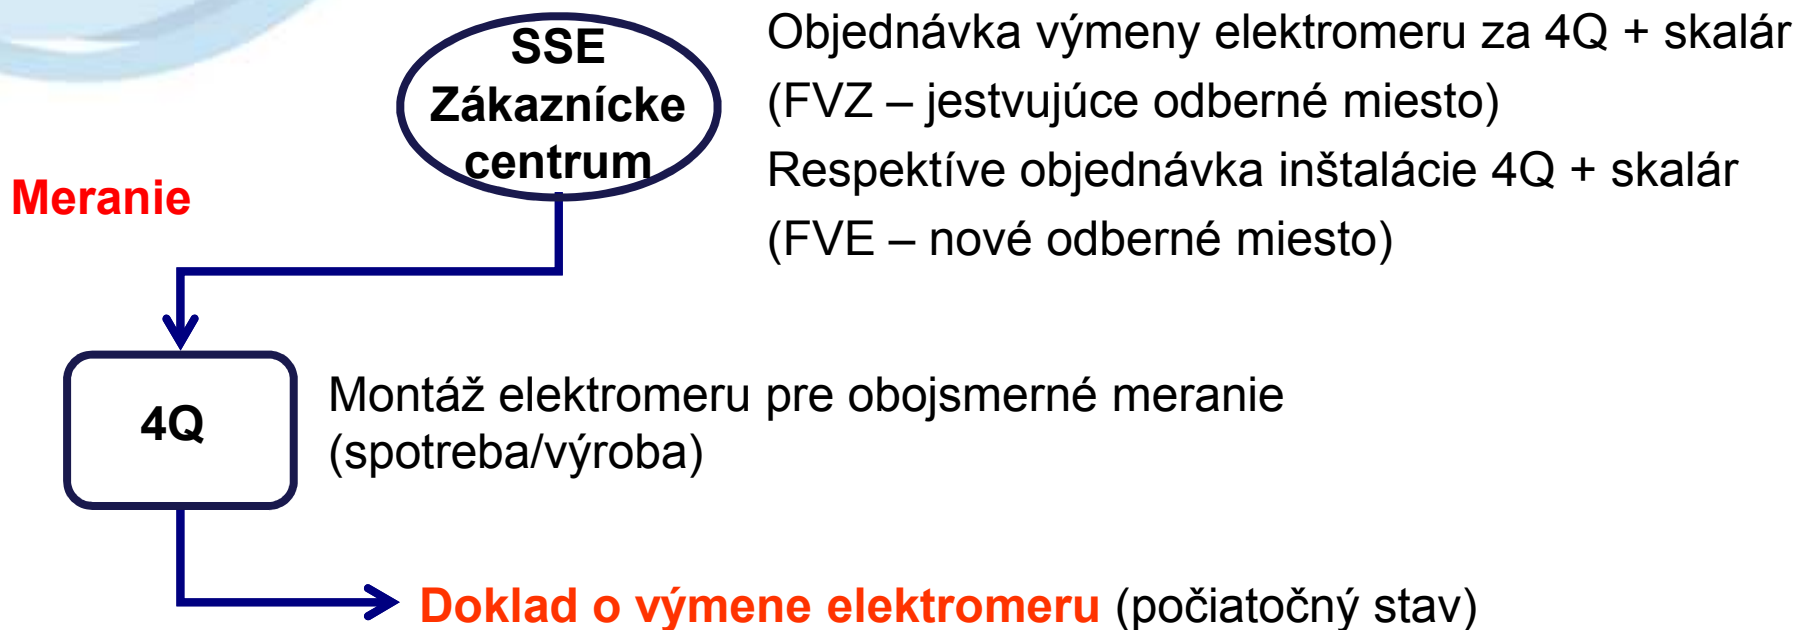 SSE
Zákaznícke
centrum
Objednávka výmeny elektromeru za 4Q + skalár
(FVZ – jestvujúce odberné miesto)
Respektíve objednávka inštalácie 4Q + skalár
(FVE – nové odberné miesto)
Meranie
4Q
Montáž elektromeru pre obojsmerné meranie
(spotreba/výroba)
Doklad o výmene elektromeru (počiatočný stav)